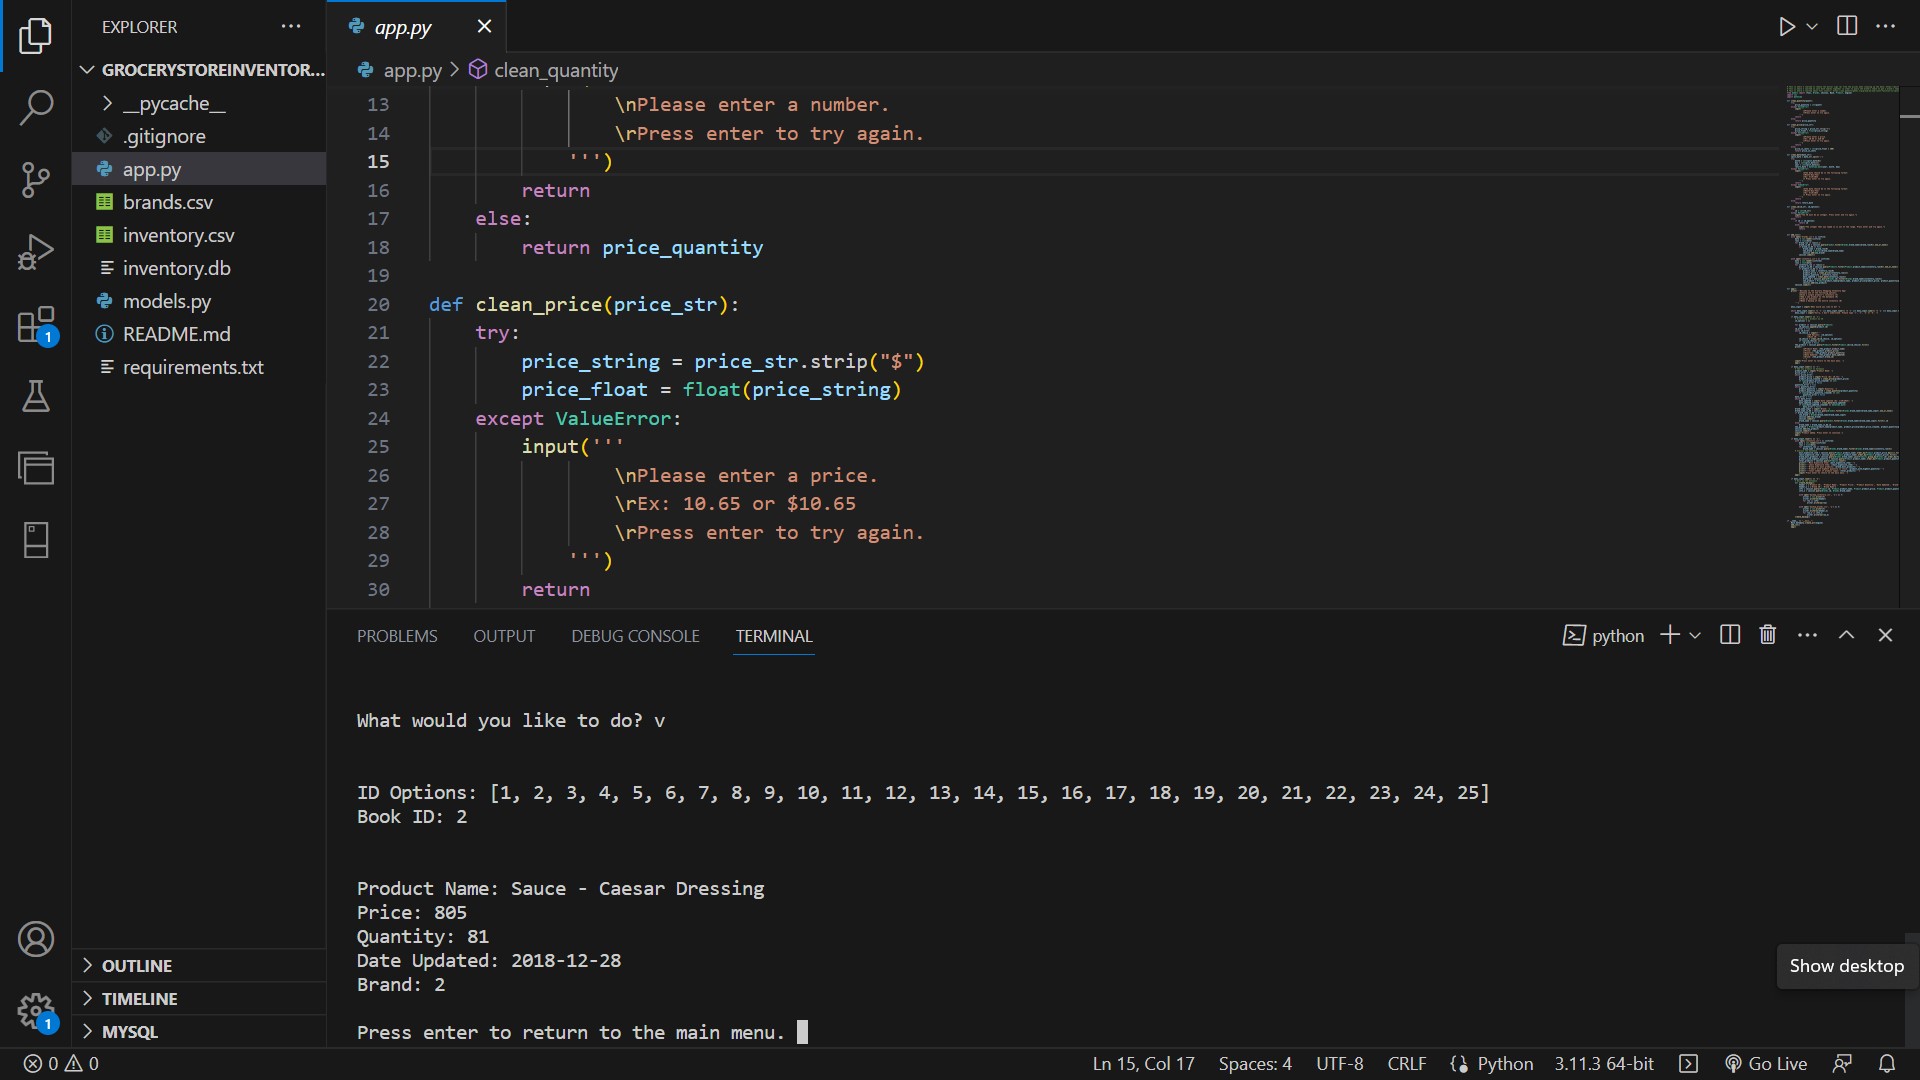 EXPLORER
GROCERYSTOREINVENTOR...
__pycache__
.gitignore
app.py
brands.csv
inventory.csv
inventory.db
models.py
README.md
requirements.txt
OUTLINE
TIMELINE
MYSQL
1
1
app.py
app.py > clean_quantity
13 \nPlease enter a number.
14 \rPress enter to try again.
15 ''')
16 return
17 else:
18 return price_quantity
19
20 def clean_price(price_str):
21 try:
22 price_string = price_str.strip("$")
23 price_float = float(price_string)
24 except ValueError:
25 input('''
26 \nPlease enter a price.
27 \rEx: 10.65 or $10.65
28 \rPress enter to try again.
29 ''')
30 return
PROBLEMS OUTPUT DEBUG CONSOLE TERMINAL python
What would you like to do? v
ID Options: [1, 2, 3, 4, 5, 6, 7, 8, 9, 10, 11, 12, 13, 14, 15, 16, 17, 18, 19, 20, 21, 22, 23, 24, 25]
Book ID: 2
Product Name: Sauce - Caesar Dressing
Price: 805
Quantity: 81
Date Updated: 2018-12-28
Brand: 2
Press enter to return to the main menu.
Show desktop
0 0 Ln 15, Col 17 Spaces: 4 UTF-8 CRLF Python 3.11.3 64-bit Go Live